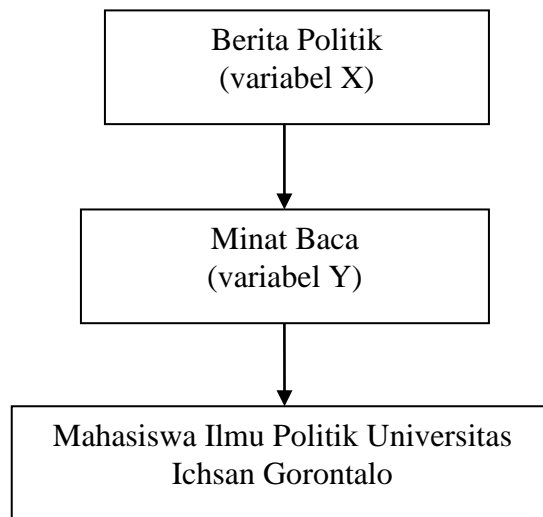 Berita Politik
(variabel X)
Minat Baca
(variabel Y)
Mahasiswa Ilmu Politik Universitas
Ichsan Gorontalo